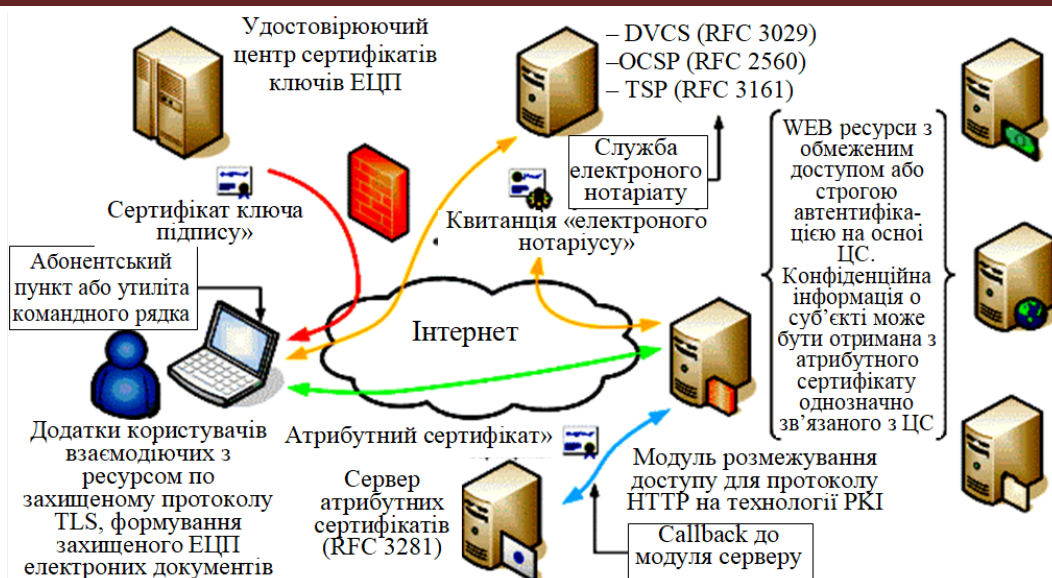 Удостовірюючий
центр сертифікатів
ключів ЕЦП
– DVCS (RFC 3029)
–OCSP (RFC 2560)
– TSP (RFC 3161)
Служба
електроного
нотаріату
Сертифікат ключа
підпису»
Квитанція «електроного
нотаріусу»
WEB ресурси з
обмеженим
доступом або
строгою
автентифіка-
цією на осноі
ЦС.
Конфіденційна
інформація о
суб’єкті може
бути отримана з
атрибутного
сертифікату
однозначно
зв’язаного з ЦС
Абонентський
пункт або утиліта
командного рядка
Інтернет
Додатки користувачів
взаємодіючих з
ресурсом по
захищеному протоколу
TLS, формування
захищеного ЕЦП
електроних документів
Атрибутний сертифікат»
Сервер
атрибутних
сертифікатів
(RFC 3281)
Модуль розмежування
доступу для протоколу
HTTP на технології PKI
Callback до
модуля серверу